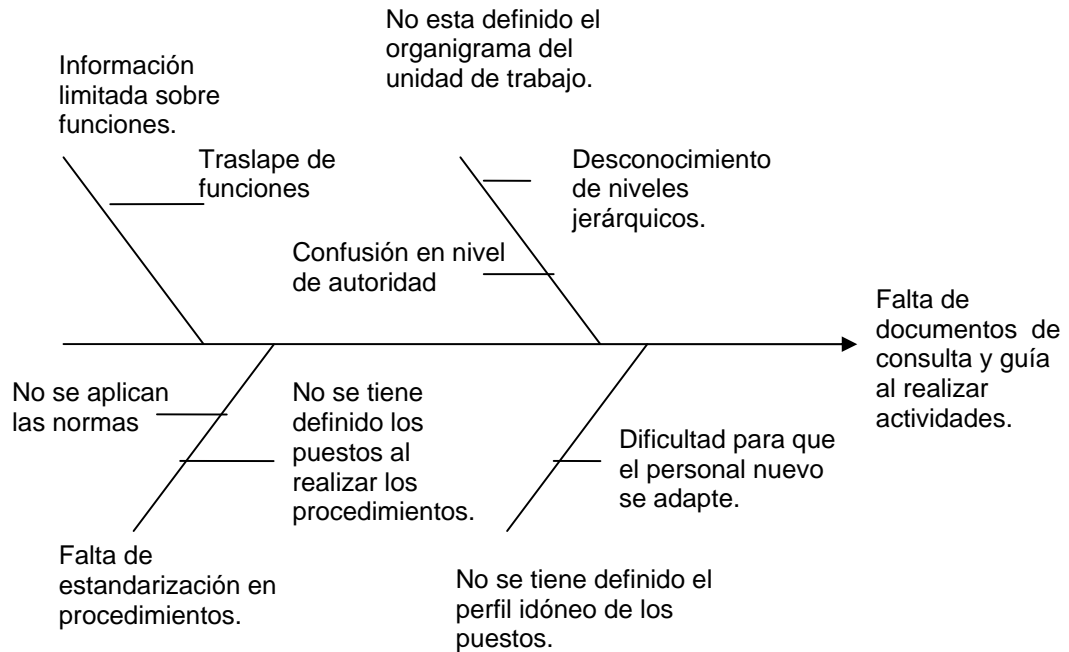 No esta definido el
organigrama del
unidad de trabajo.
Información
limitada sobre
funciones.
Traslape de
funciones
Desconocimiento
de niveles
jerárquicos.
Confusión en nivel
de autoridad
Falta de
documentos de
consulta y guía
al realizar
actividades.
No se aplican
las normas
No se tiene
definido los
puestos al
realizar los
procedimientos.
Dificultad para que
el personal nuevo
se adapte.
Falta de
estandarización en
procedimientos.
No se tiene definido el
perfil idóneo de los
puestos.